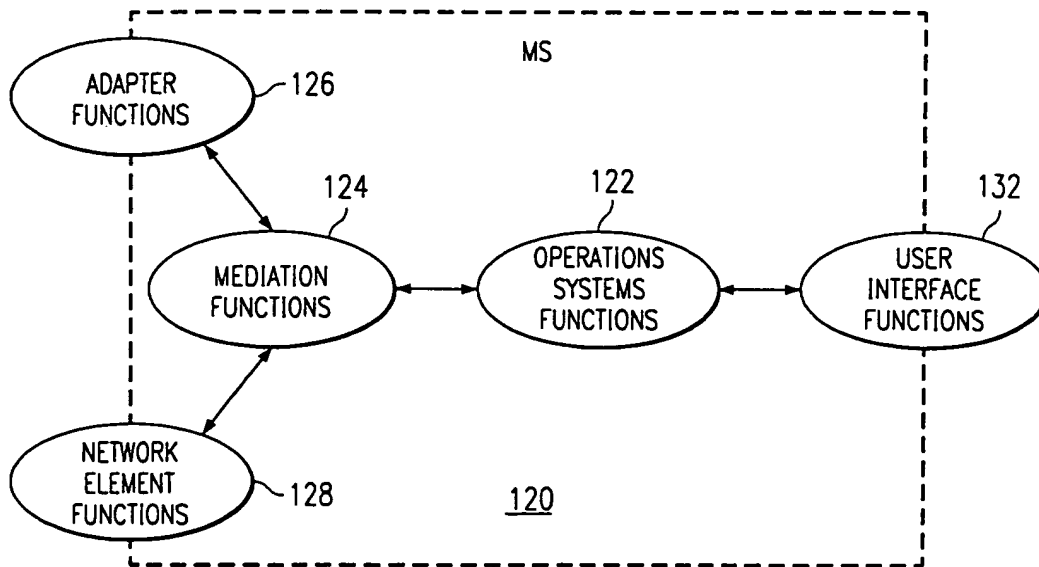 MS
ADAPTER
FUNCTIONS
126
124
MEDIATION
FUNCTIONS
122
OPERATIONS
SYSTEMS
FUNCTIONS
132
USER
INTERFACE
FUNCTIONS
NETWORK
ELEMENT
FUNCTIONS
128
120